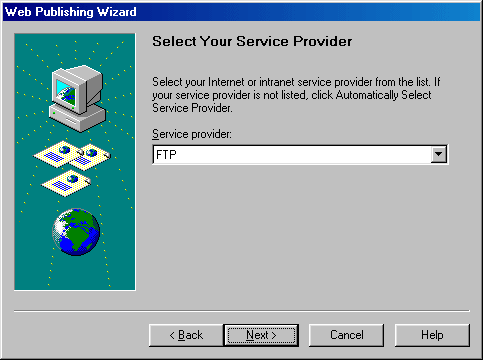 Web Publishing Wizard
Select Your Service Provider
Select your Internet or intranet service provider from the list. If
your service provider is not listed, click Automatically Select
Service Provider.
Service provider:
FTP
< Back
Next >
Cancel
Help